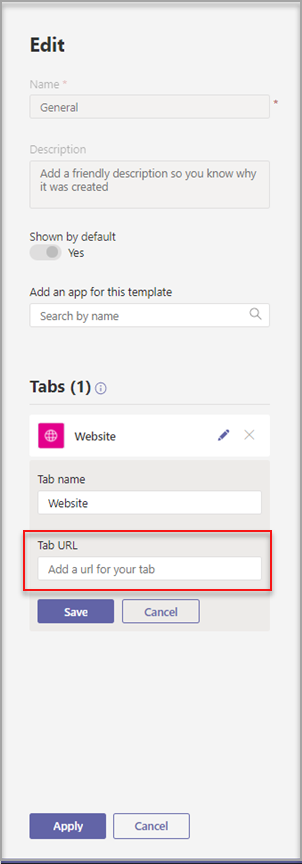 Edit
Name *
General
*
Description
Add a friendly description so you know why
it was created
Shown by default
Yes
Add an app for this template
Search by name
Tabs (1)
Website
Tab name
Website
Tab URL
Add a url for your tab
Save
Cancel
Apply
Cancel